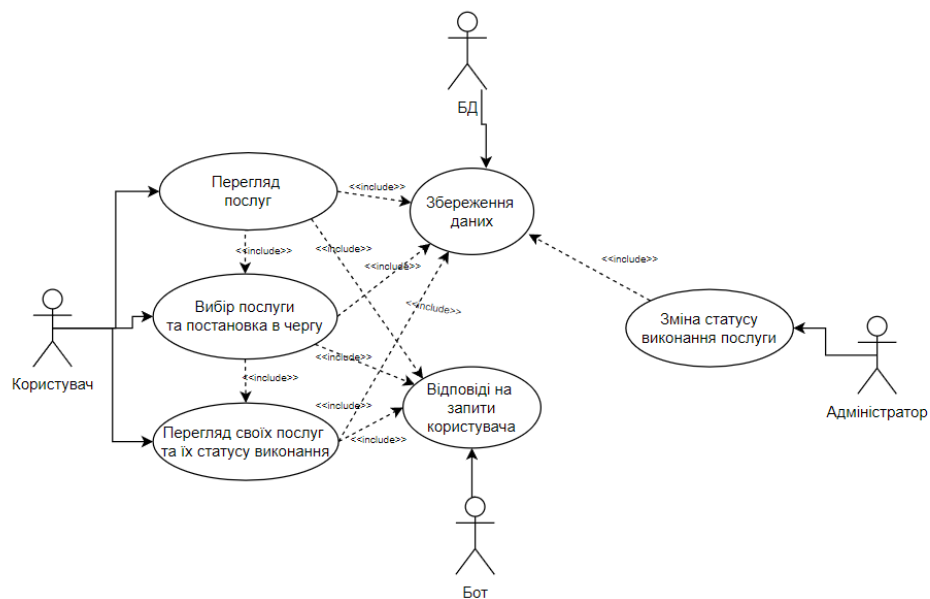 БД
Перегляд
послуг
<<include>>
Збереження
даних
<<include>>
<<include>>
<<include>>
<<include>>
Вибір послуги
та постановка в чергу
<<include>>
Користувач
Зміна статусу
виконання послуги
<<include>>
<<include>>
Відповіді на
запити
користувача
<<include>>
<<include>>
Перегляд своїх послуг
та їх статусу виконання
Адміністратор
Бот